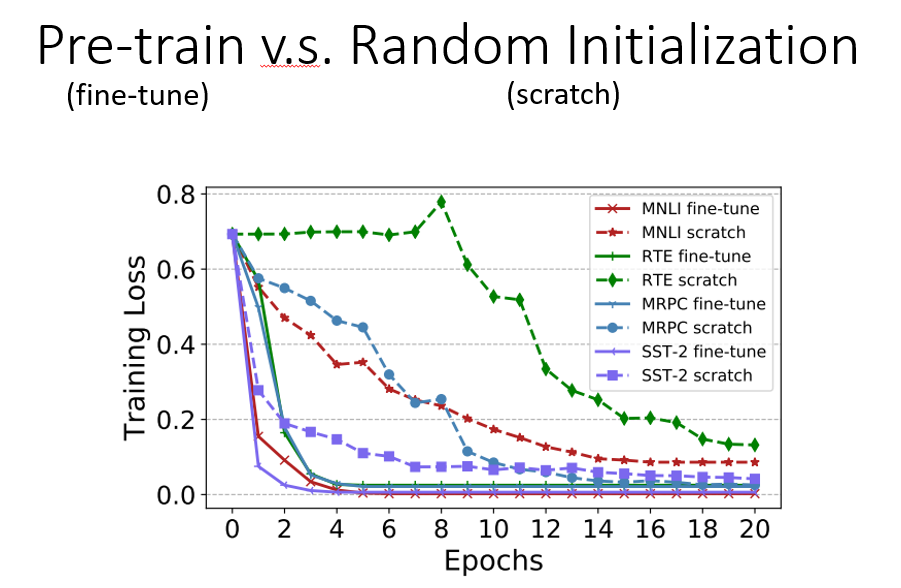 Pre-train v.s. Random Initialization
(fine-tune) (scratch)
0.8
0.6
0.4
0.2
0.0
Training Loss
MNLI fine-tune
MNLI scratch
RTE fine-tune
RTE scratch
MRPC fine-tune
MRPC scratch
SST-2 fine-tune
SST-2 scratch
0 2 4 6 8 10 12 14 16 18 20
Epochs